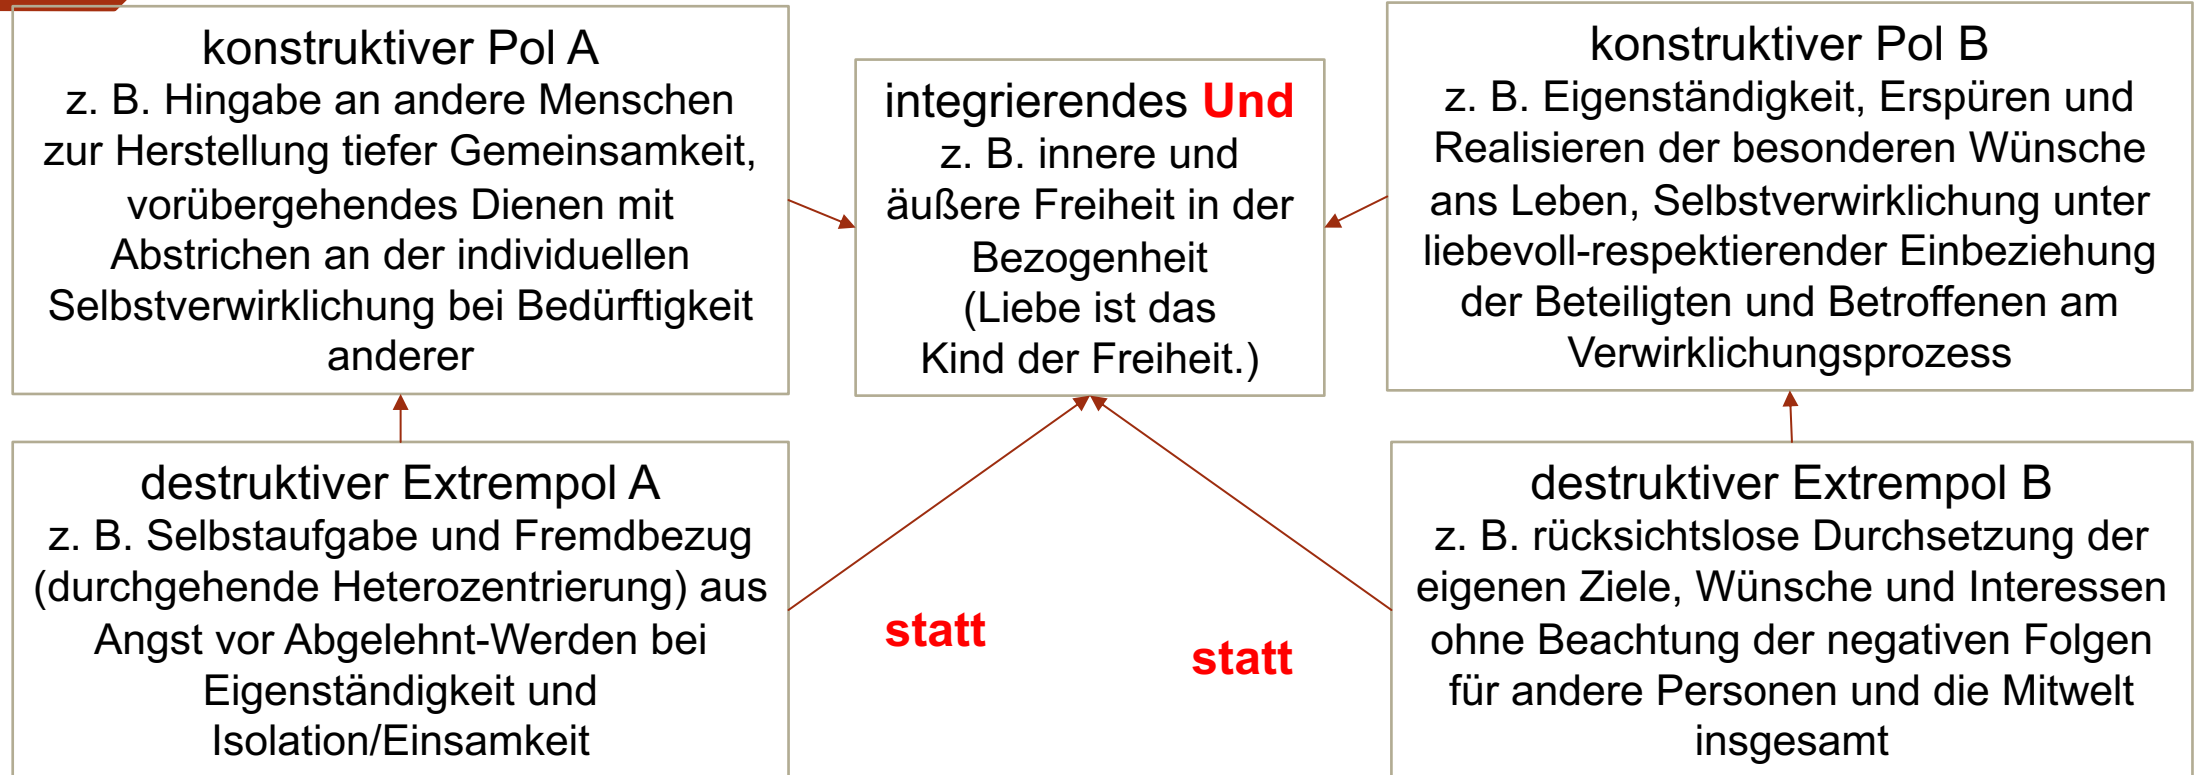 konstruktiver Pol A
z. B. Hingabe an andere Menschen
zur Herstellung tiefer Gemeinsamkeit,
vorübergehendes Dienen mit
Abstrichen an der individuellen
Selbstverwirklichung bei Bedürftigkeit
anderer
integrierendes Und
z. B. innere und
äußere Freiheit in der
Bezogenheit
(Liebe ist das
Kind der Freiheit.)
konstruktiver Pol B
z. B. Eigenständigkeit, Erspüren und
Realisieren der besonderen Wünsche
ans Leben, Selbstverwirklichung unter
liebevoll-respektierender Einbeziehung
der Beteiligten und Betroffenen am
Verwirklichungsprozess
destruktiver Extrempol A
z. B. Selbstaufgabe und Fremdbezug
(durchgehende Heterozentrierung) aus
Angst vor Abgelehnt-Werden bei
Eigenständigkeit und
Isolation/Einsamkeit
statt
statt
destruktiver Extrempol B
z. B. rücksichtslose Durchsetzung der
eigenen Ziele, Wünsche und Interessen
ohne Beachtung der negativen Folgen
für andere Personen und die Mitwelt
insgesamt